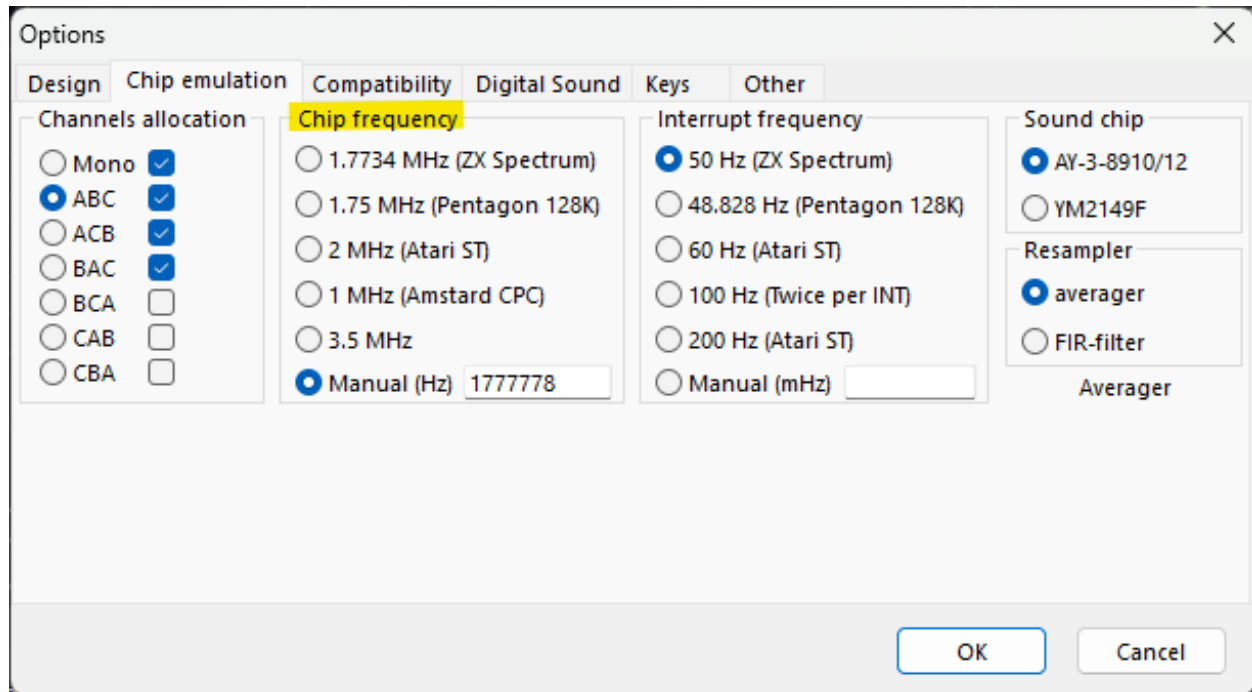 Options
Design Chip emulation Compatibility Digital Sound Keys Other
Channels allocation
Mono
ABC
ACB
BAC
BCA
CAB
CBA
Chip frequency
1.7734 MHz (ZX Spectrum)
1.75 MHz (Pentagon 128K)
2 MHz (Atari ST)
1 MHz (Amstard CPC)
3.5 MHz
Manual (Hz) 1777778
Interrupt frequency
50 Hz (ZX Spectrum)
48.828 Hz (Pentagon 128K)
60 Hz (Atari ST)
100 Hz (Twice per INT)
200 Hz (Atari ST)
Manual (mHz)
Sound chip
AY-3-8910/12
YM2149F
Resampler
averager
FIR-filter
Averager
OK Cancel